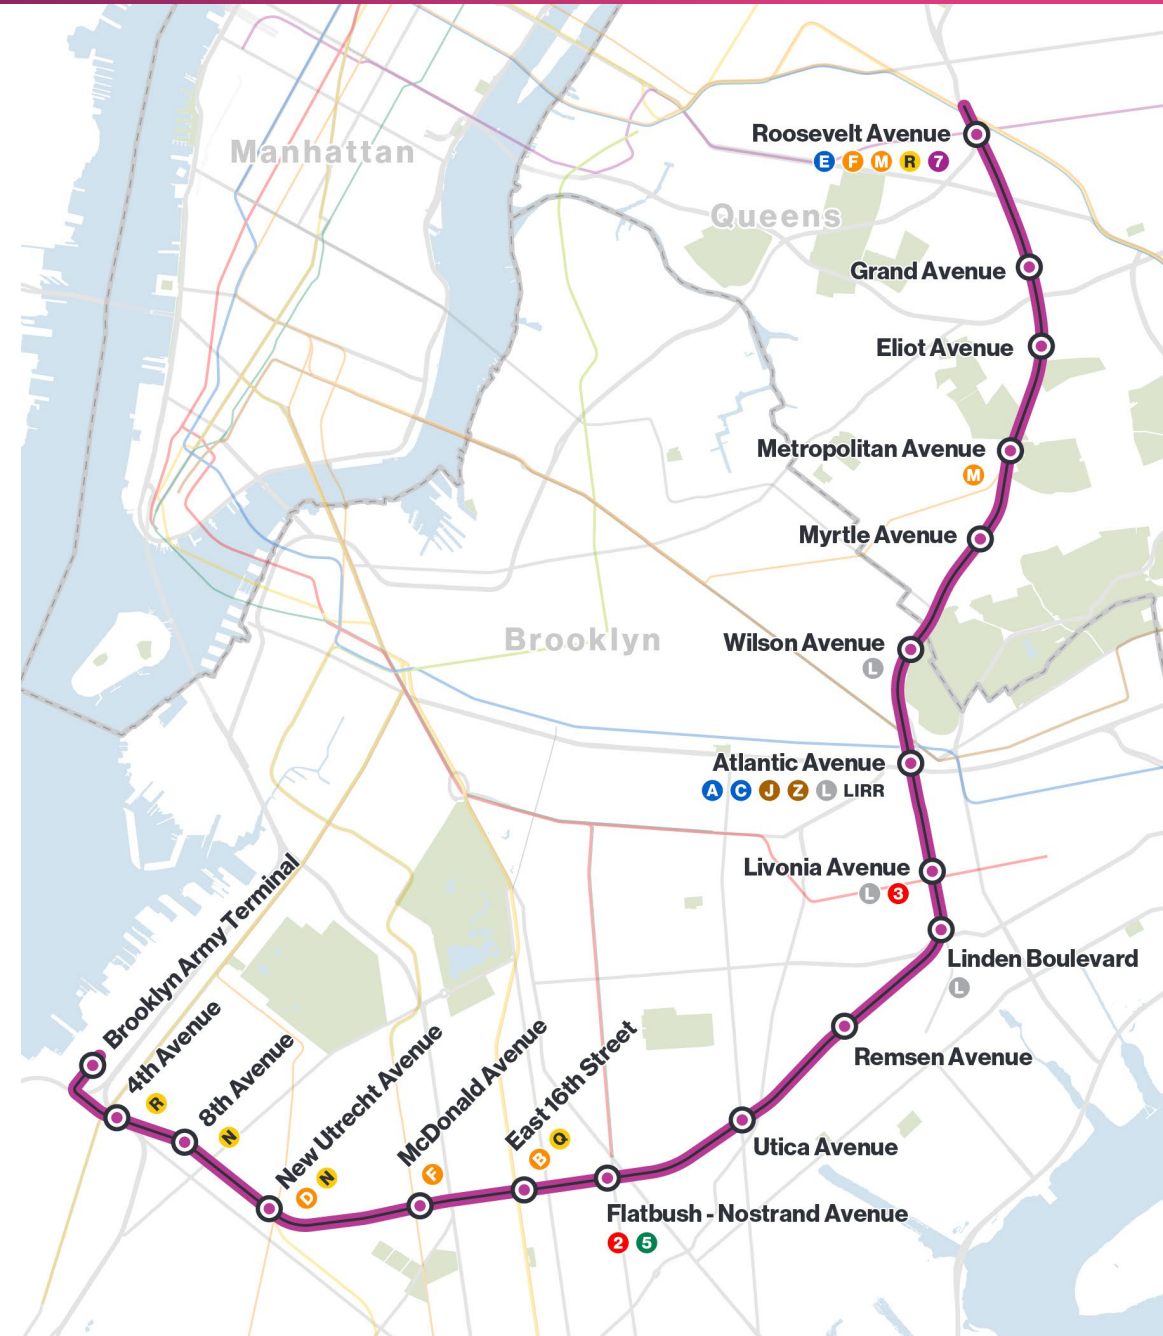 Manhattan
Roosevelt Avenue
E F M R 7
Queens
Grand Avenue
Eliot Avenue
Metropolitan Avenue
M
Myrtle Avenue
Brooklyn
Wilson Avenue
L
Atlantic Avenue
A C J Z L LIRR
Livonia Avenue
L 3
Linden Boulevard
L
Remsen Avenue
Utica Avenue
Flatbush - Nostrand Avenue
2 5
East 16th Street
B Q
McDonald Avenue
F
New Utrecht Avenue
D N
8th Avenue
N
4th Avenue
R
Brooklyn Army Terminal